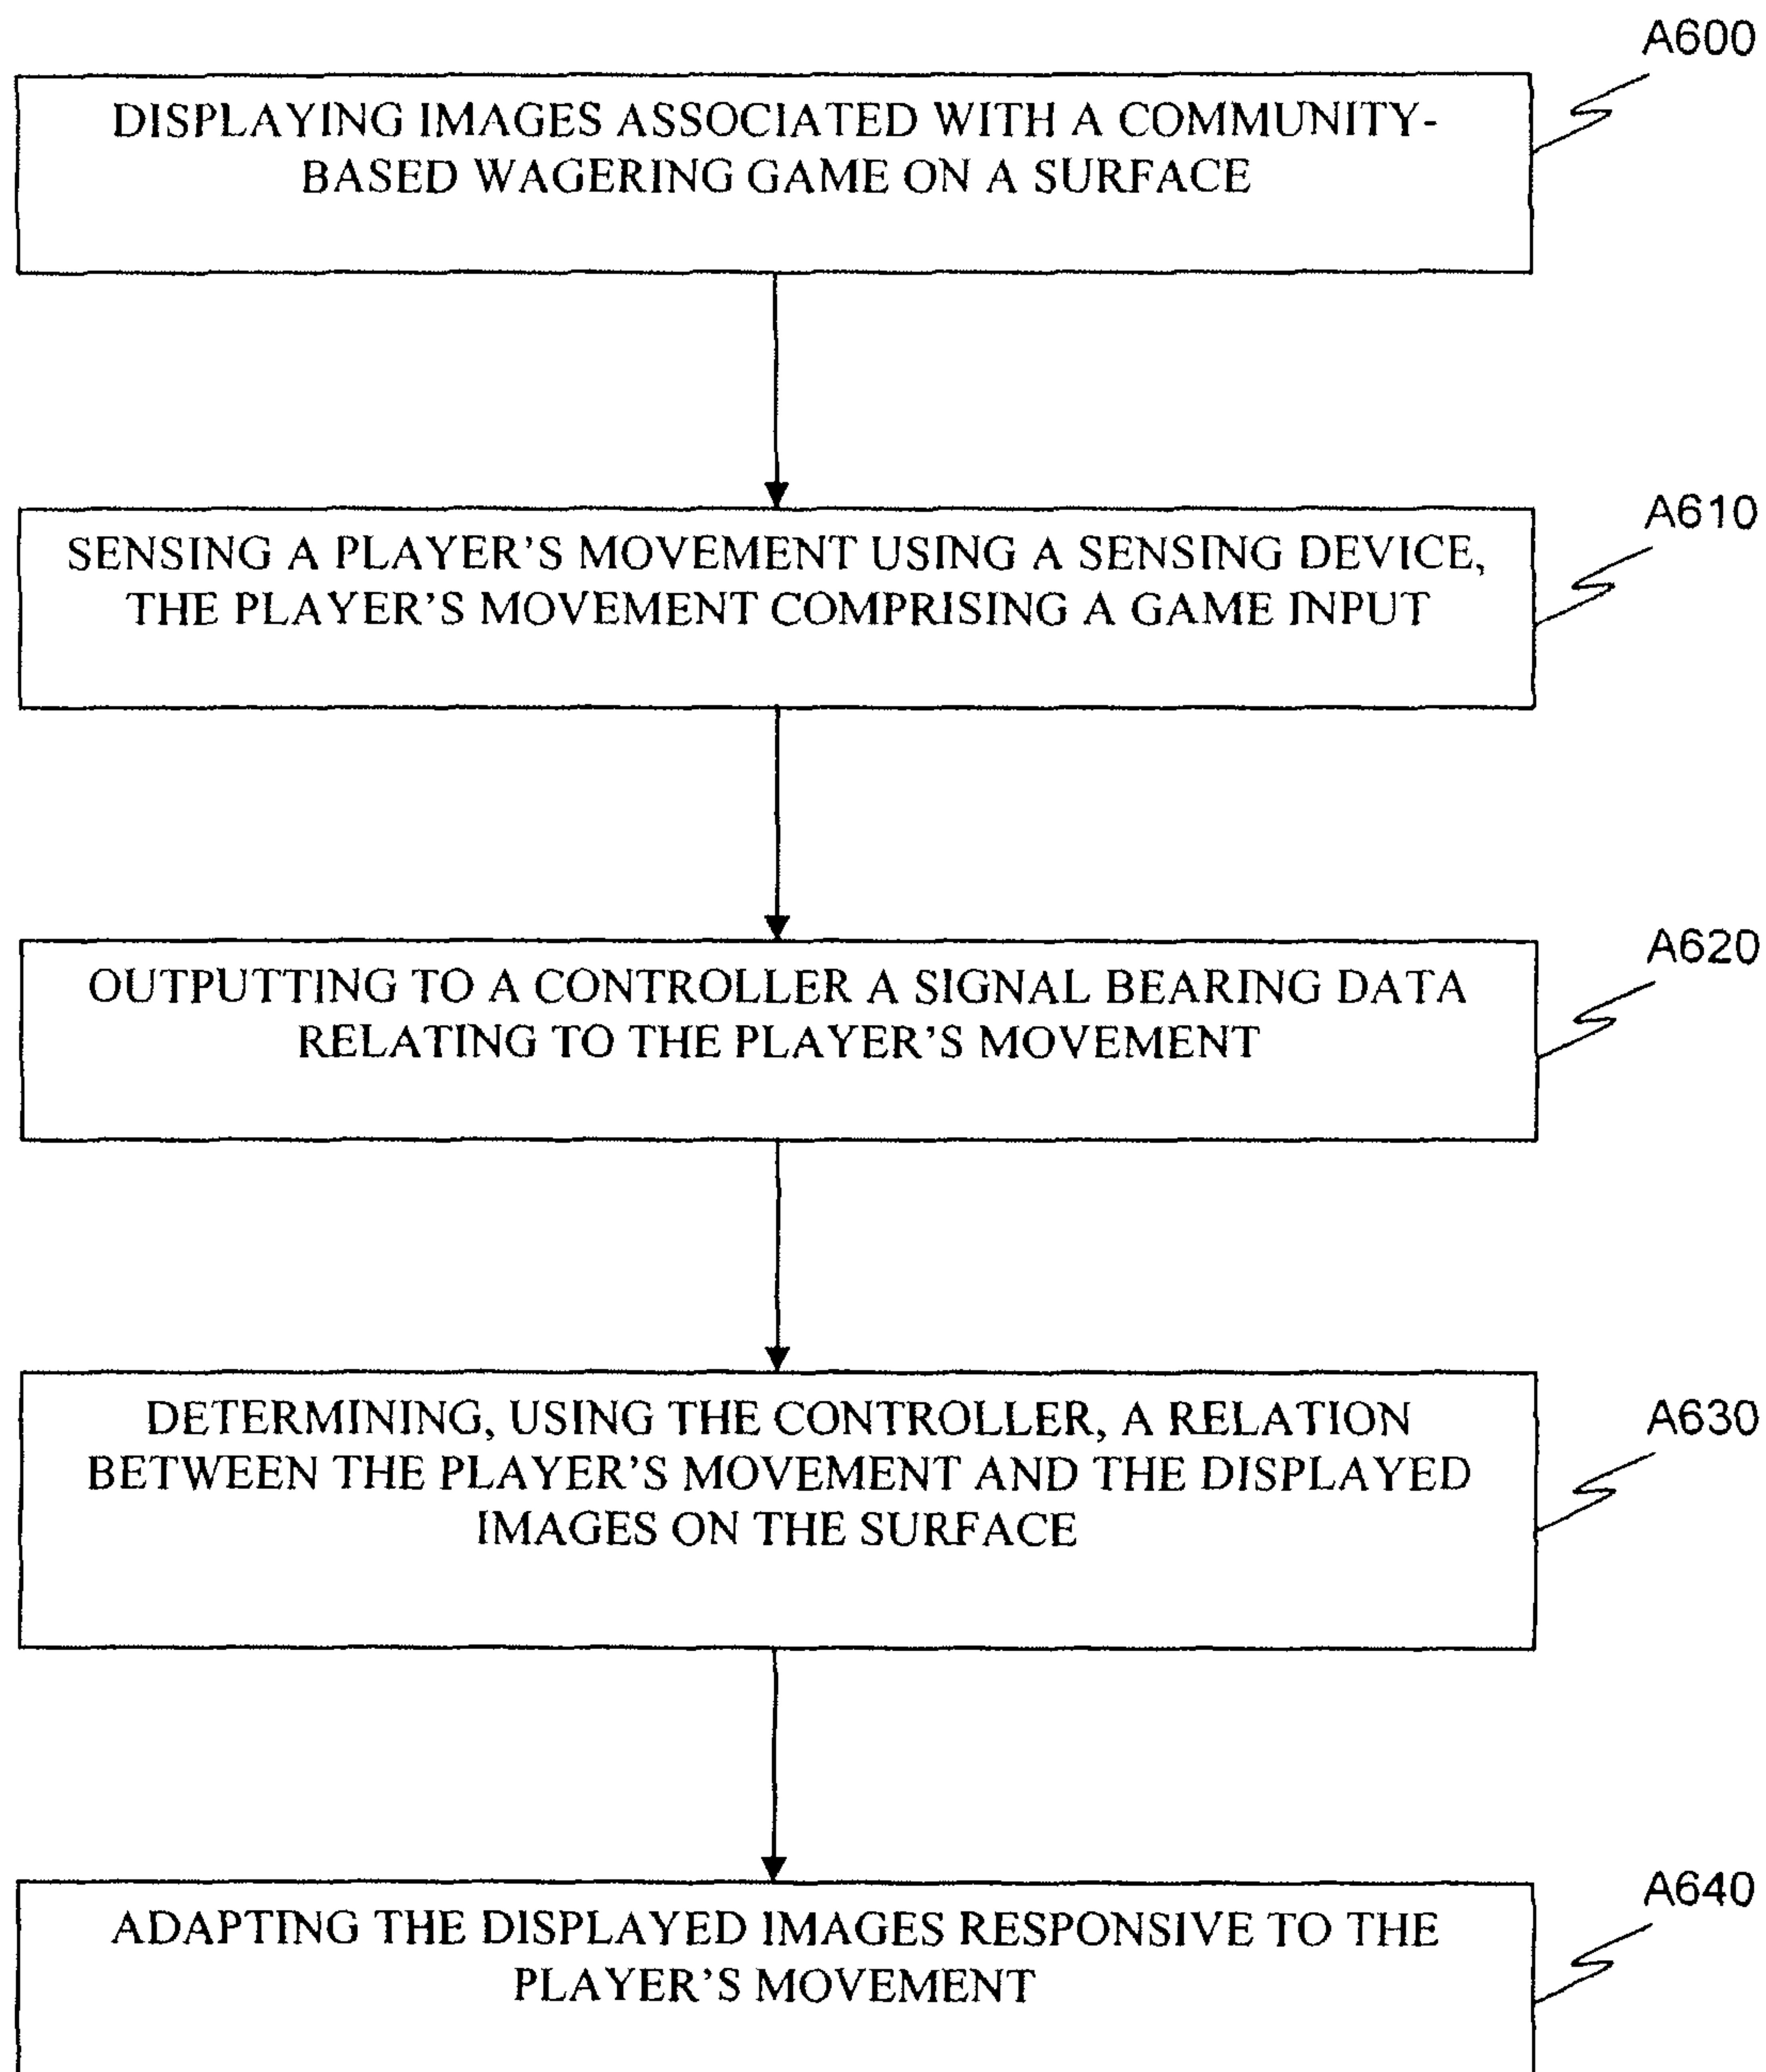 A600
DISPLAYING IMAGES ASSOCIATED WITH A COMMUNITY-
BASED WAGERING GAME ON A SURFACE
A610
SENSING A PLAYER'S MOVEMENT USING A SENSING DEVICE,
THE PLAYER'S MOVEMENT COMPRISING A GAME INPUT
A620
OUTPUTTING TO A CONTROLLER A SIGNAL BEARING DATA
RELATING TO THE PLAYER'S MOVEMENT
A630
DETERMINING, USING THE CONTROLLER, A RELATION
BETWEEN THE PLAYER'S MOVEMENT AND THE DISPLAYED
IMAGES ON THE SURFACE
A640
ADAPTING THE DISPLAYED IMAGES RESPONSIVE TO THE
PLAYER'S MOVEMENT